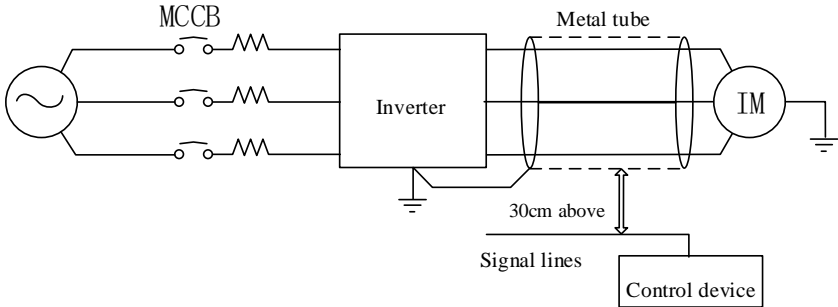 MCCB
Metal tube
Inverter
IM
30cm above
Signal lines
Control device